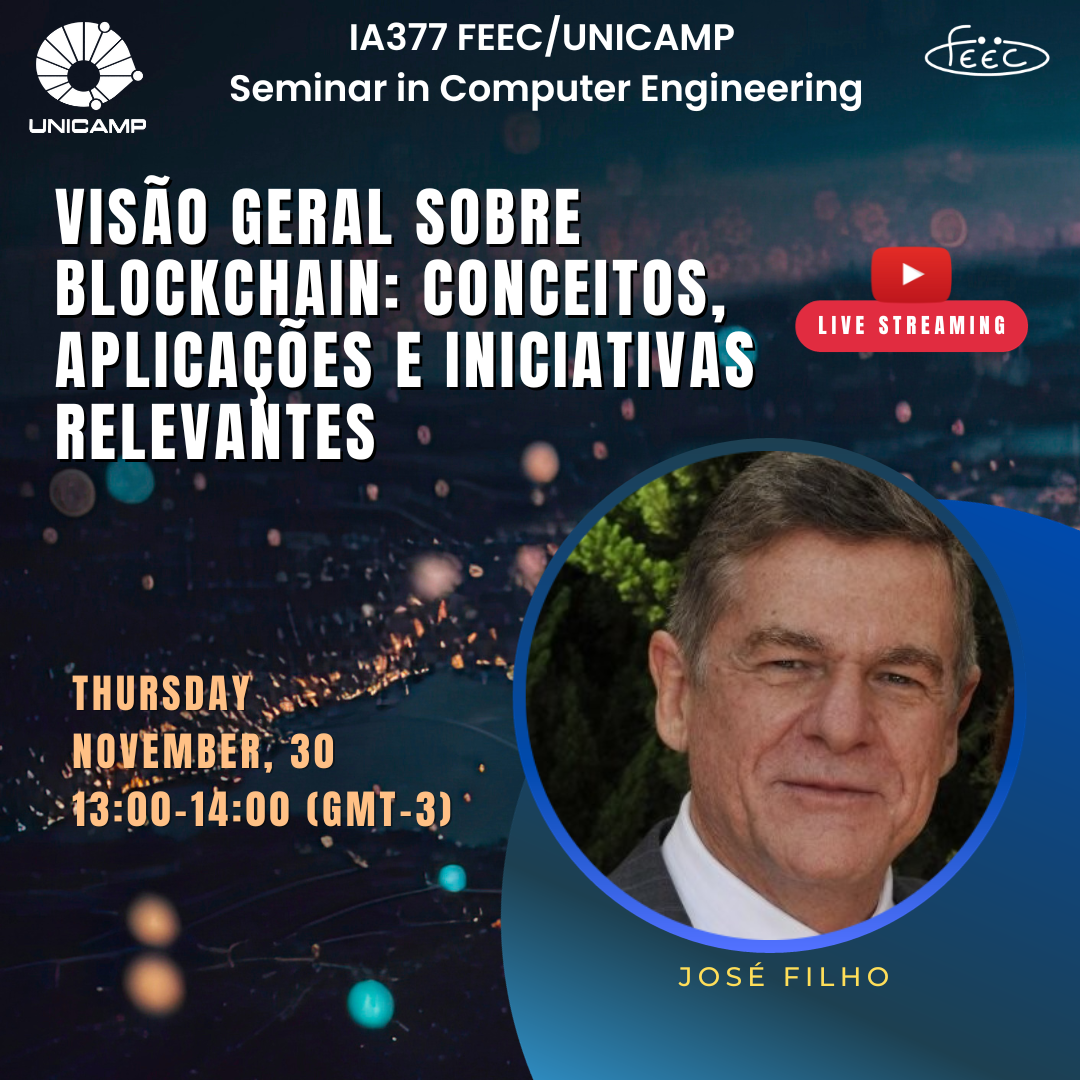 IA377 FEEC/UNICAMP
Seminar in Computer Engineering
UNICAMP
FEEC
VISÃO GERAL SOBRE
BLOCKCHAIN: CONCEITOS,
APLICAÇÕES E INICIATIVAS
RELEVANTES
LIVE STREAMING
THURSDAY
NOVEMBER, 30
13:00-14:00 (GMT-3)
JOSÉ FILHO